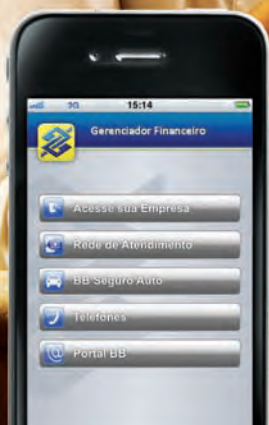 3G 15:14
Gerenciador Financeiro
Acesse sua Empresa
Rede de Atendimento
BB Seguro Auto
Telefones
Portal BB